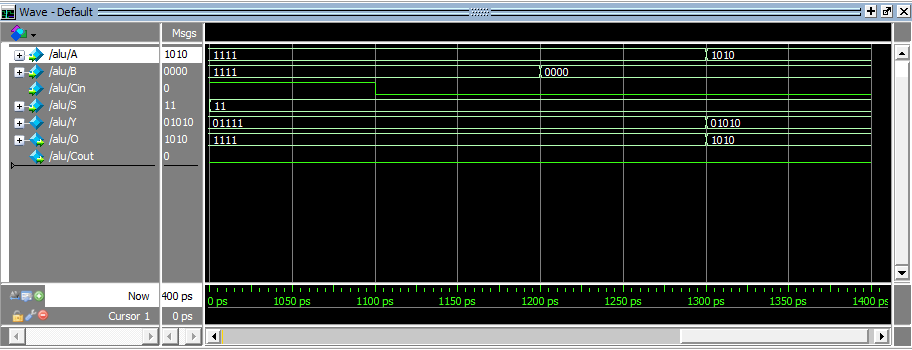 Wave - Default
Msgs
/alu/A 1010 1111 1010
/alu/B 0000 1111 0000
/alu/Cin 0
/alu/S 11 11
/alu/Y 01010 01111 01010
/alu/O 1010 1111 1010
/alu/Cout 0
Now 400 ps 0 ps 1050 ps 1100 ps 1150 ps 1200 ps 1250 ps 1300 ps 1350 ps 1400 ps
Cursor 1 0 ps